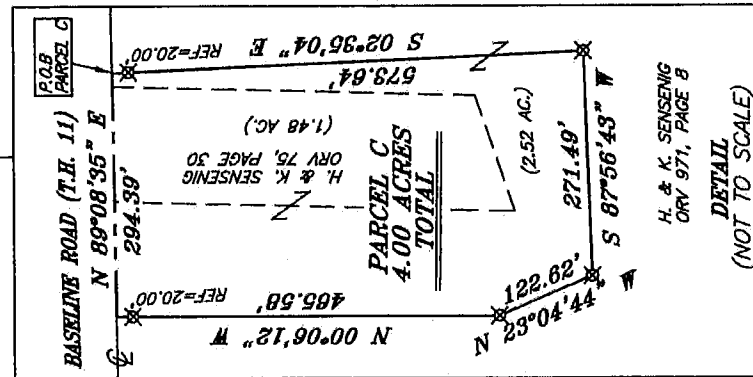 P.O.B
PARCEL C
BASELINE ROAD (T.H. 11)
N 89°08'35" E
294.39'
REF=20.00'
S 02°35'04" E
573.64'
H. & K. SENSENIG
ORV 75, PAGE 30
(1.48 AC.)
PARCEL C
4.00 ACRES
TOTAL
(2.52 AC.)
REF=20.00'
485.58'
N 00°06'12" W
122.62'
N 23°04'44" W
271.49'
S 87°56'43" W
H. & K. SENSENIG
ORV 971, PAGE 8
DETAIL
(NOT TO SCALE)